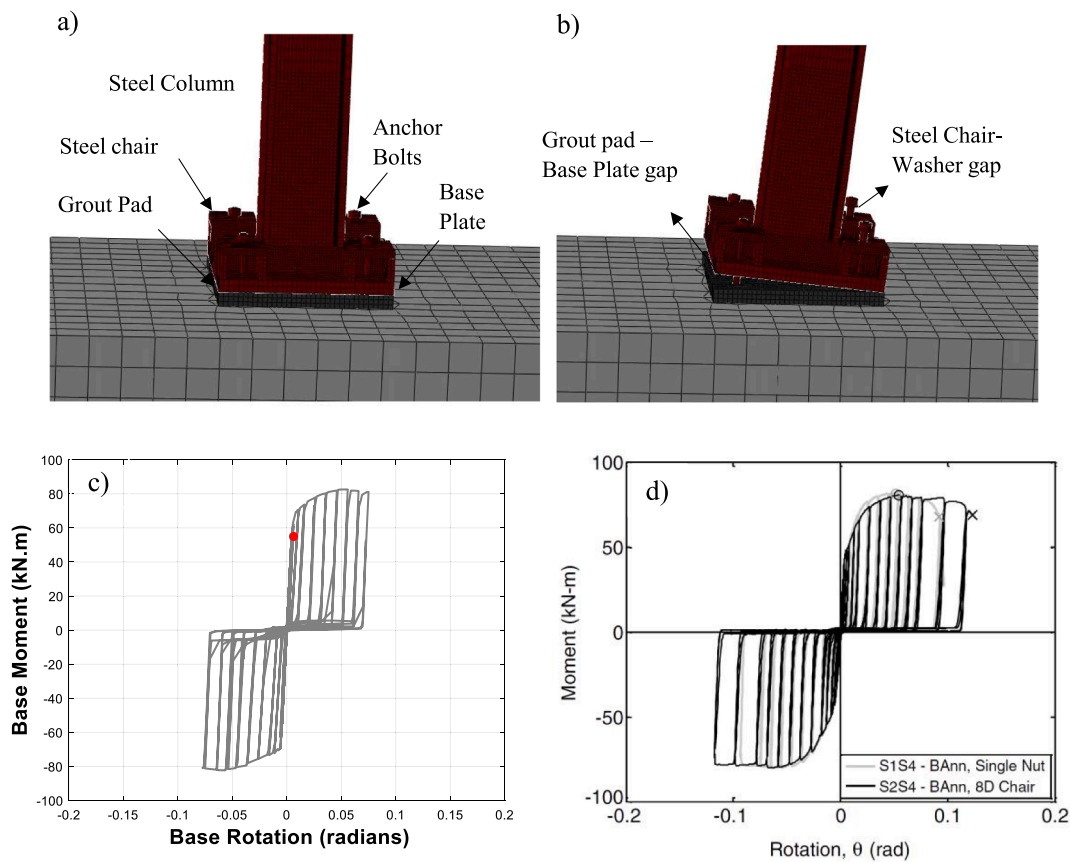 a)
Steel Column
Steel chair
Anchor
Bolts
Grout Pad
Base
Plate
b)
Grout pad –
Base Plate gap
Steel Chair-
Washer gap
c)
Base Moment (kN.m)
100
80
60
40
20
0
-20
-40
-60
-80
-100
-0.2
-0.15
-0.1
-0.05
0
0.05
0.1
0.15
0.2
Base Rotation (radians)
d)
Moment (kN-m)
100
50
0
-50
-100
S1S4 - BAnn, Single Nut
S2S4 - BAnn, 8D Chair
-0.2
-0.1
0
0.1
0.2
Rotation, θ (rad)